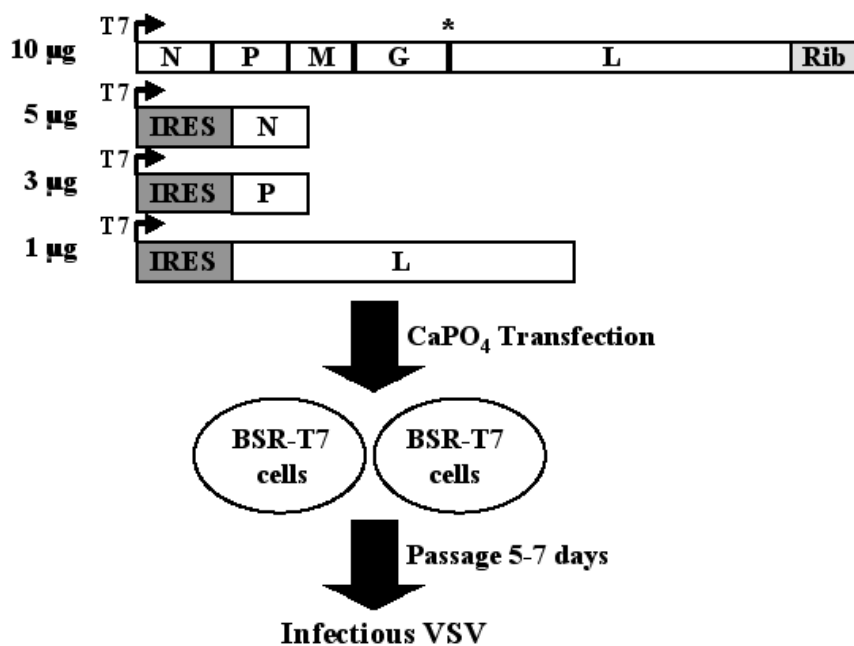 T7 *
10 µg N P M G L Rib
T7
5 µg IRES N
T7
3 µg IRES P
T7
1 µg IRES L
CaPO4 Transfection
BSR-T7 BSR-T7
cells cells
Passage 5-7 days
Infectious VSV